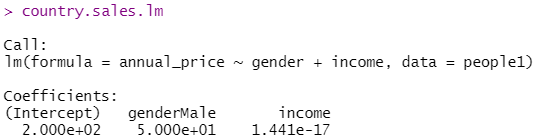 > country.sales.lm
Call:
lm(formula = annual_price ~ gender + income, data = people1)
Coefficients:
(Intercept) genderMale income
2.000e+02 5.000e+01 1.441e-17